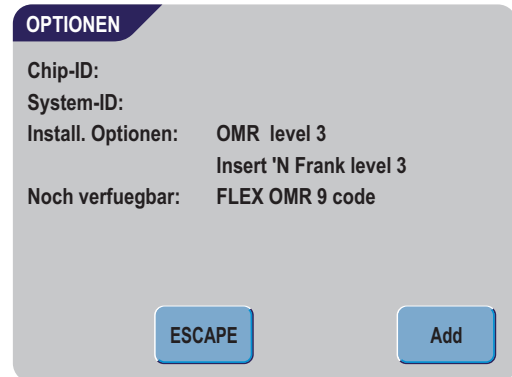 OPTIONEN
Chip-ID:
System-ID:
Install. Optionen: OMR level 3
Insert 'N Frank level 3
Noch verfuegbar: FLEX OMR 9 code
ESCAPE Add